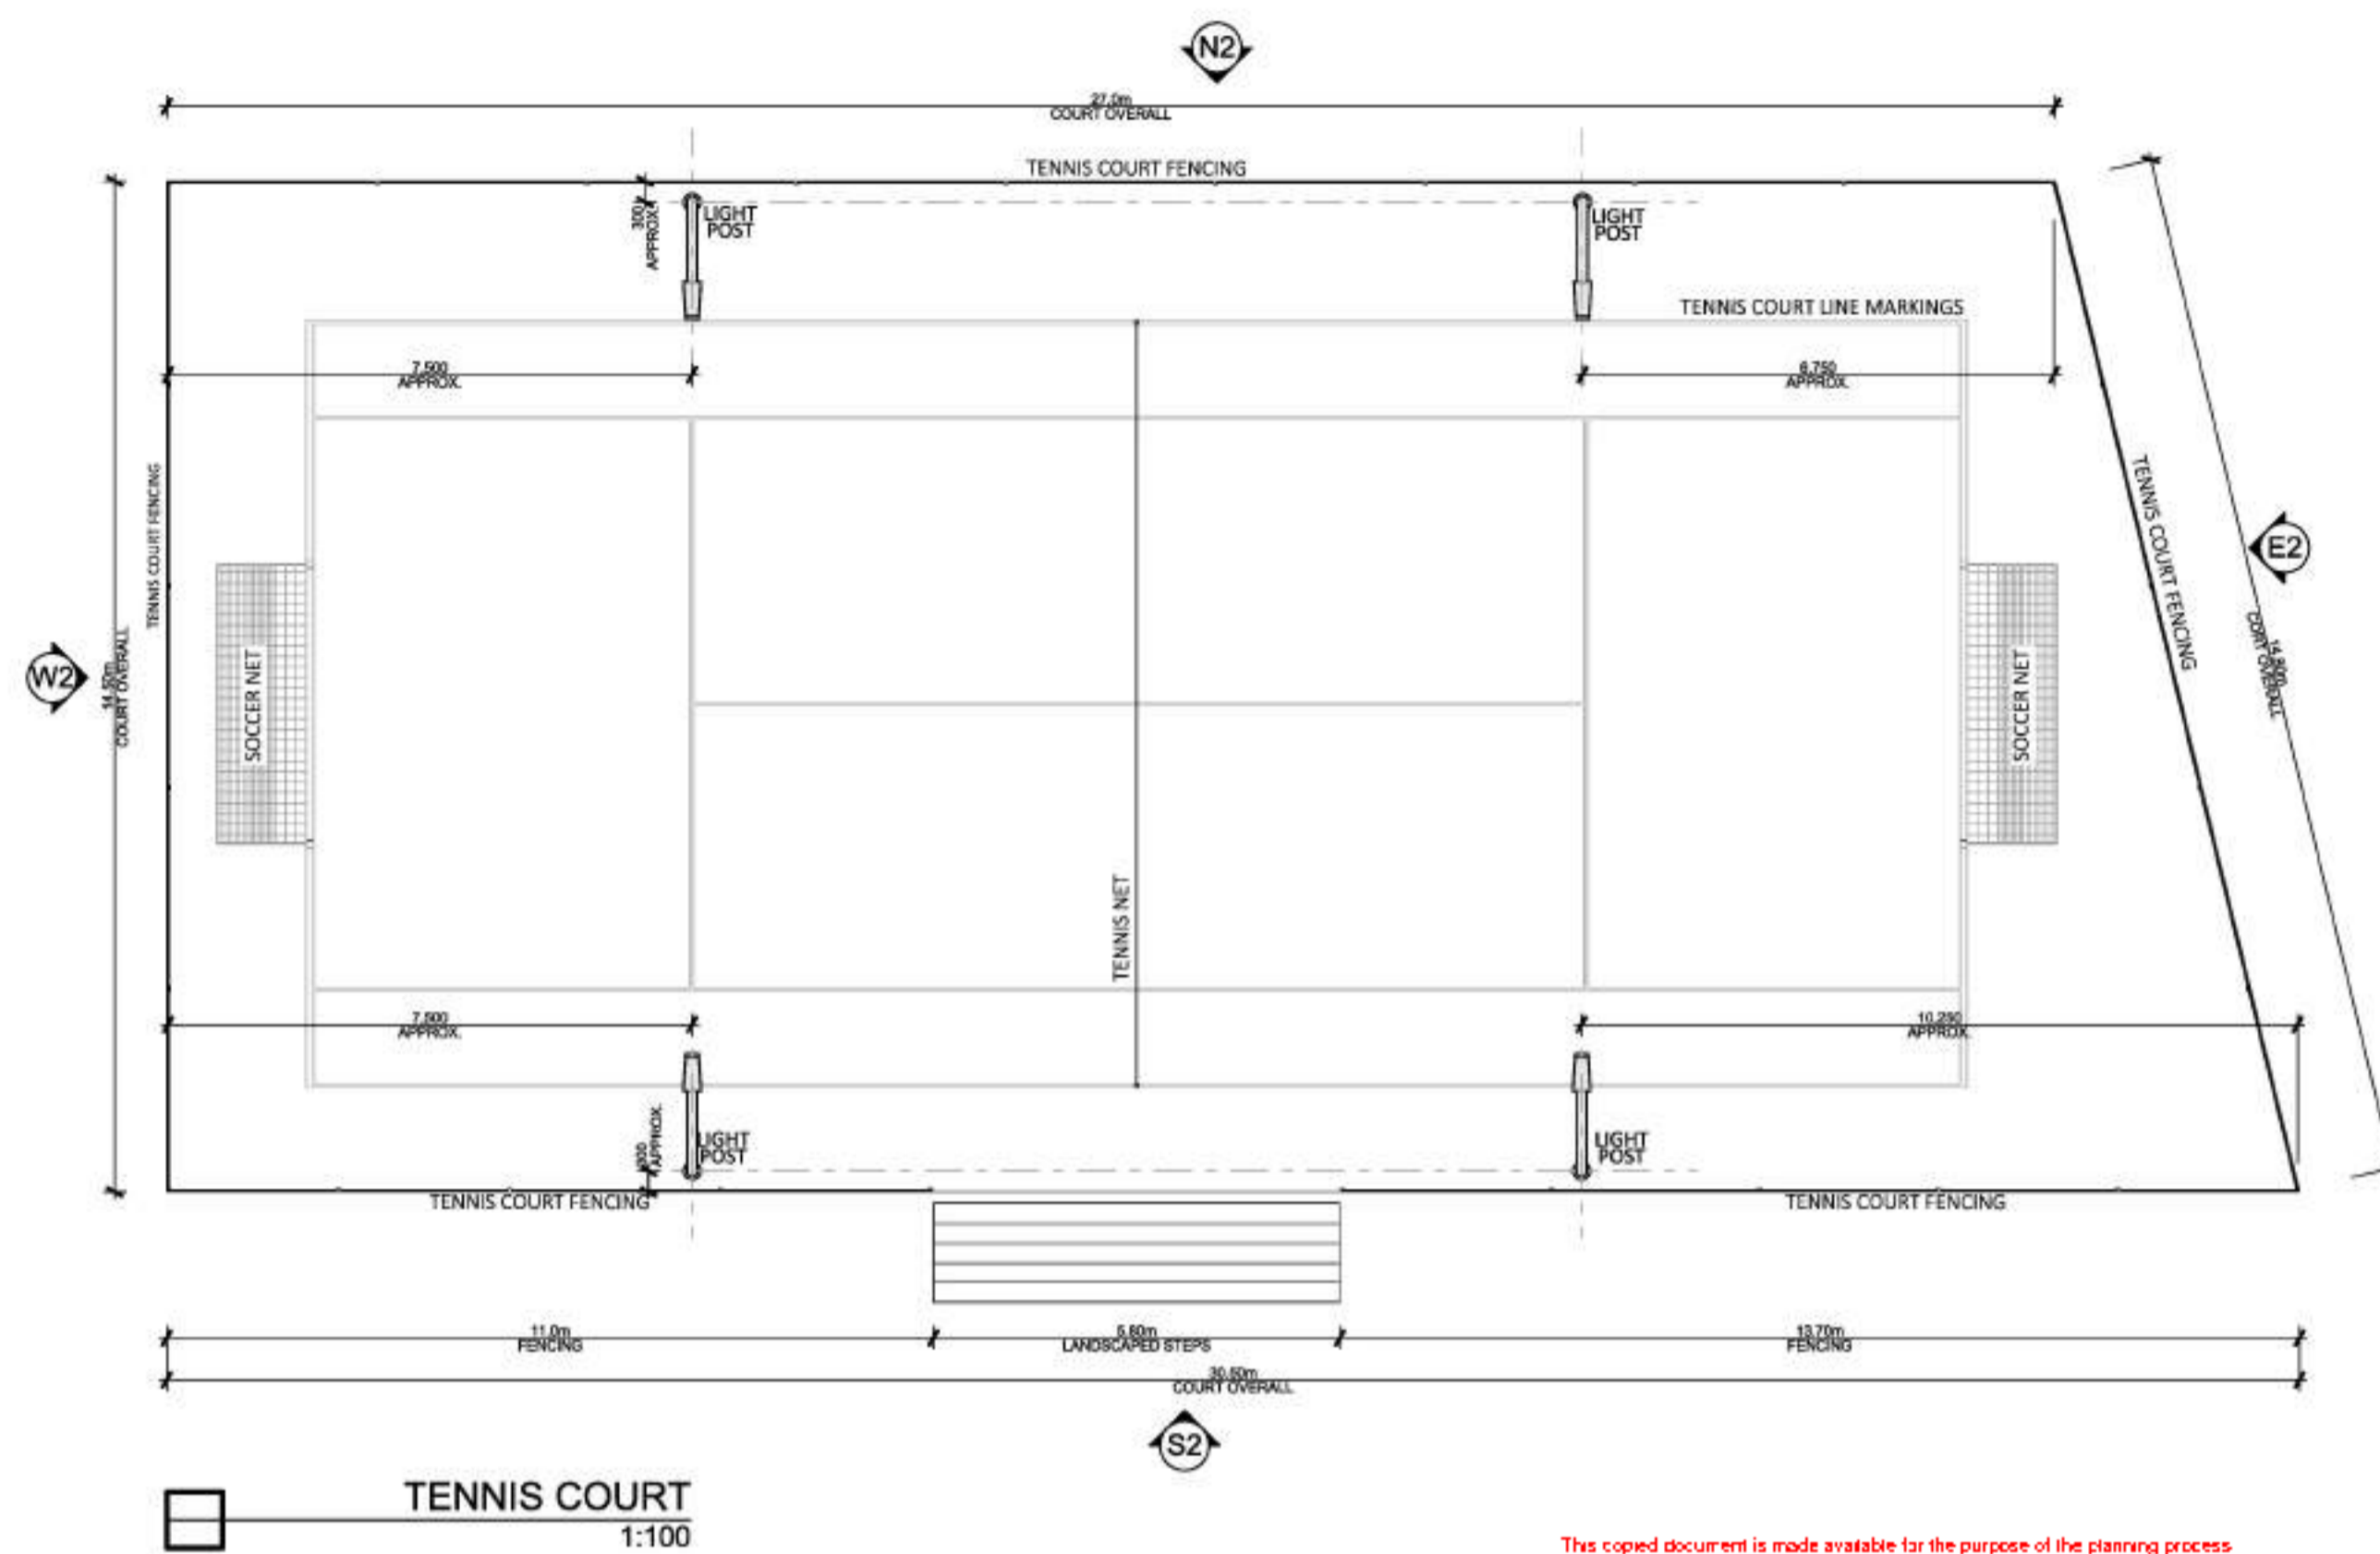 N2
27.0m
COURT OVERALL
TENNIS COURT FENCING
300
APPROX.
LIGHT
POST
LIGHT
POST
TENNIS COURT LINE MARKINGS
7,500
APPROX.
6,750
APPROX.
TENNIS COURT FENCING
TENNIS COURT FENCING
E2
W2
14.50m
COURT OVERALL
SOCCER NET
SOCCER NET
CORT OVERALL
TENNIS NET
7,500
APPROX.
10,250
APPROX.
300
APPROX.
LIGHT
POST
LIGHT
POST
TENNIS COURT FENCING
TENNIS COURT FENCING
11.0m
FENCING
5.80m
LANDSCAPED STEPS
13.70m
FENCING
30.50m
COURT OVERALL
S2
TENNIS COURT
1:100
This copied document is made available for the purpose of the planning process